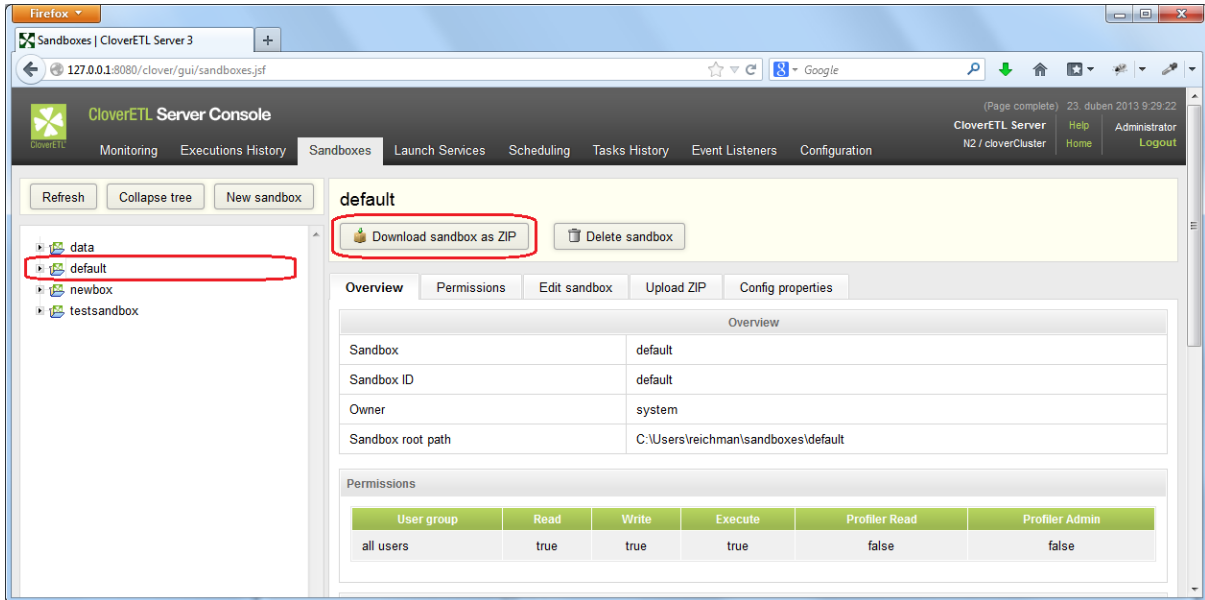 Firefox
Sandboxes | CloverETL Server 3
127.0.0.1:8080/clover/gui/sandboxes.jsf
Google
CloverETL Server Console
(Page complete) 23. duben 2013 9:29:22
CloverETL Server Help Administrator
N2 / cloverCluster Home Logout
CloverETL
Monitoring Executions History Sandboxes Launch Services Scheduling Tasks History Event Listeners Configuration
Refresh Collapse tree New sandbox
default
Download sandbox as ZIP Delete sandbox
data
default
newbox
testsandbox
Overview Permissions Edit sandbox Upload ZIP Config properties
Overview
Sandbox default
Sandbox ID default
Owner system
Sandbox root path C:\Users\reichman\sandboxes\default
Permissions
User group Read Write Execute Profiler Read Profiler Admin
all users true true true false false